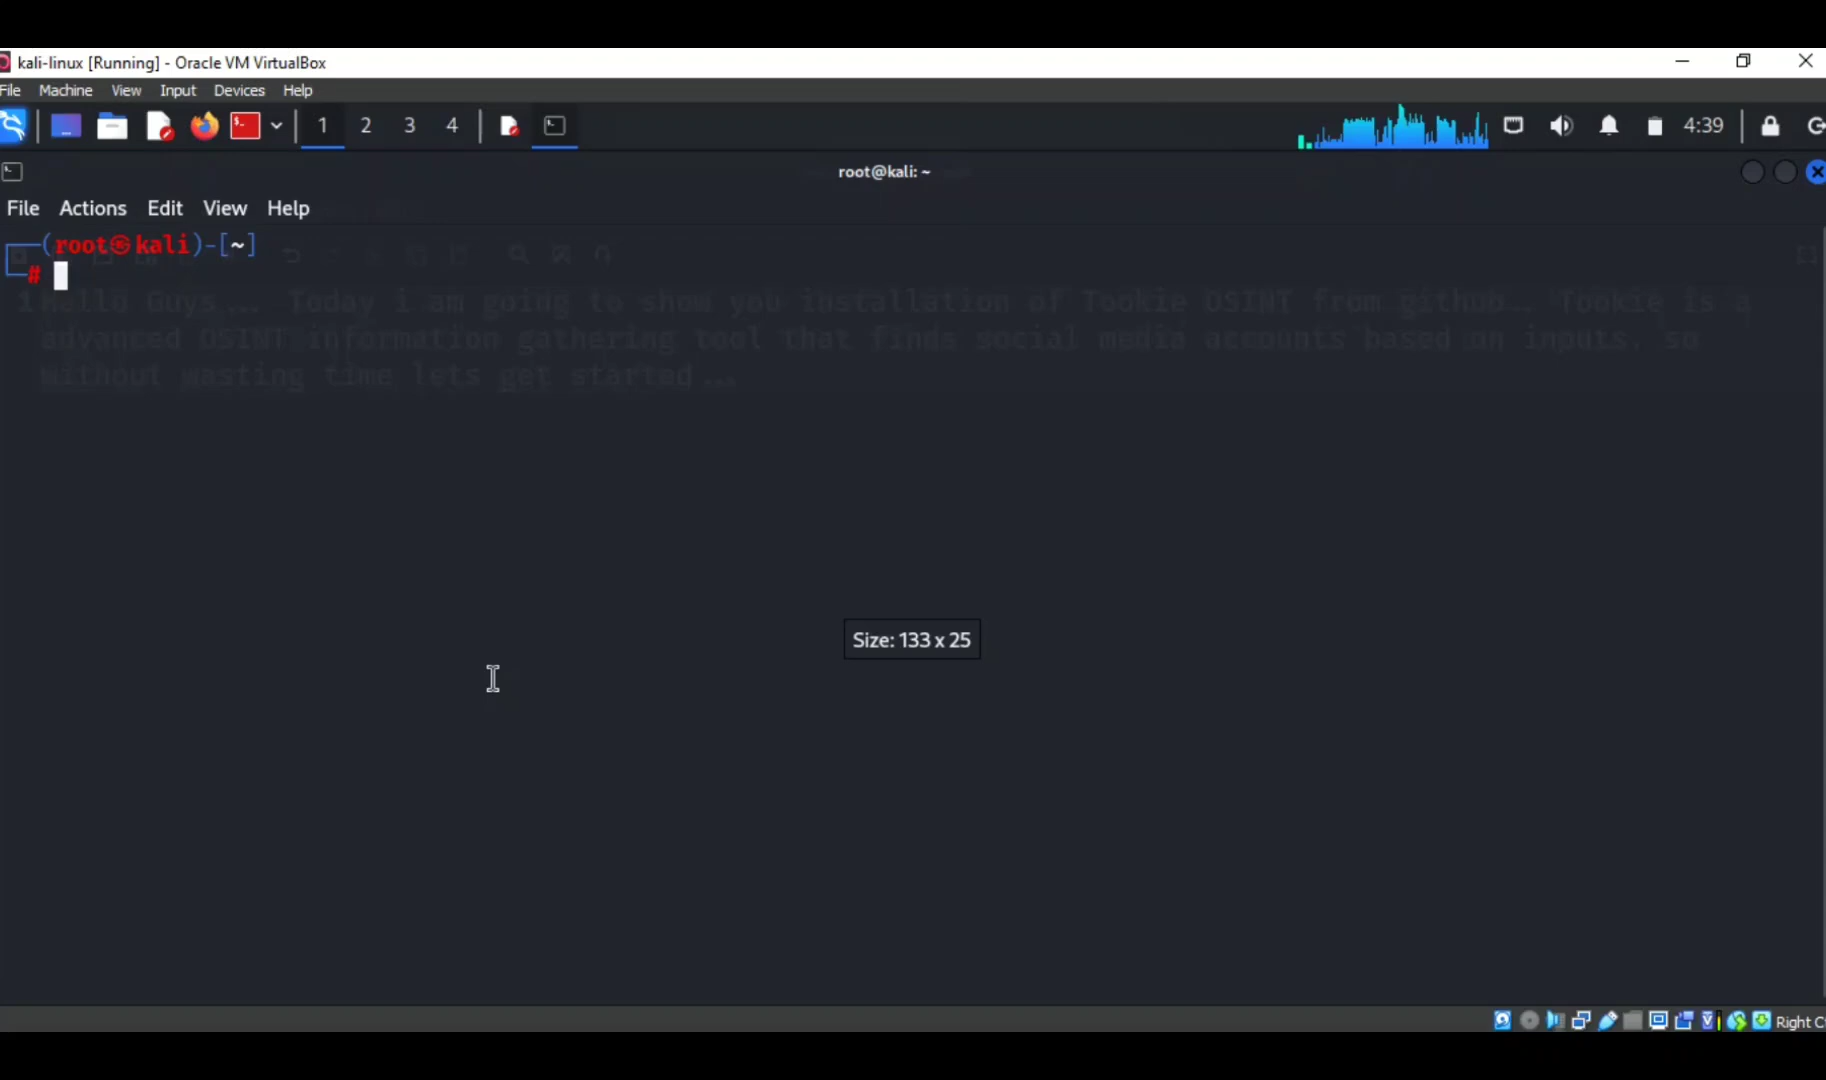 kali-linux [Running] - Oracle VM VirtualBox
File Machine View Input Devices Help
1 2 3 4 4:39
root@kali: ~
File Actions Edit View Help
┌──(root㉿kali)-[~]
└─#
1 Hello Guys... Today i am going to show you installation of Tookie OSINT from github.. Tookie is a
advanced OSINT information gathering tool that finds social media accounts based on inputs. so
without wasting time lets get started...
Size: 133 x 25
Right C